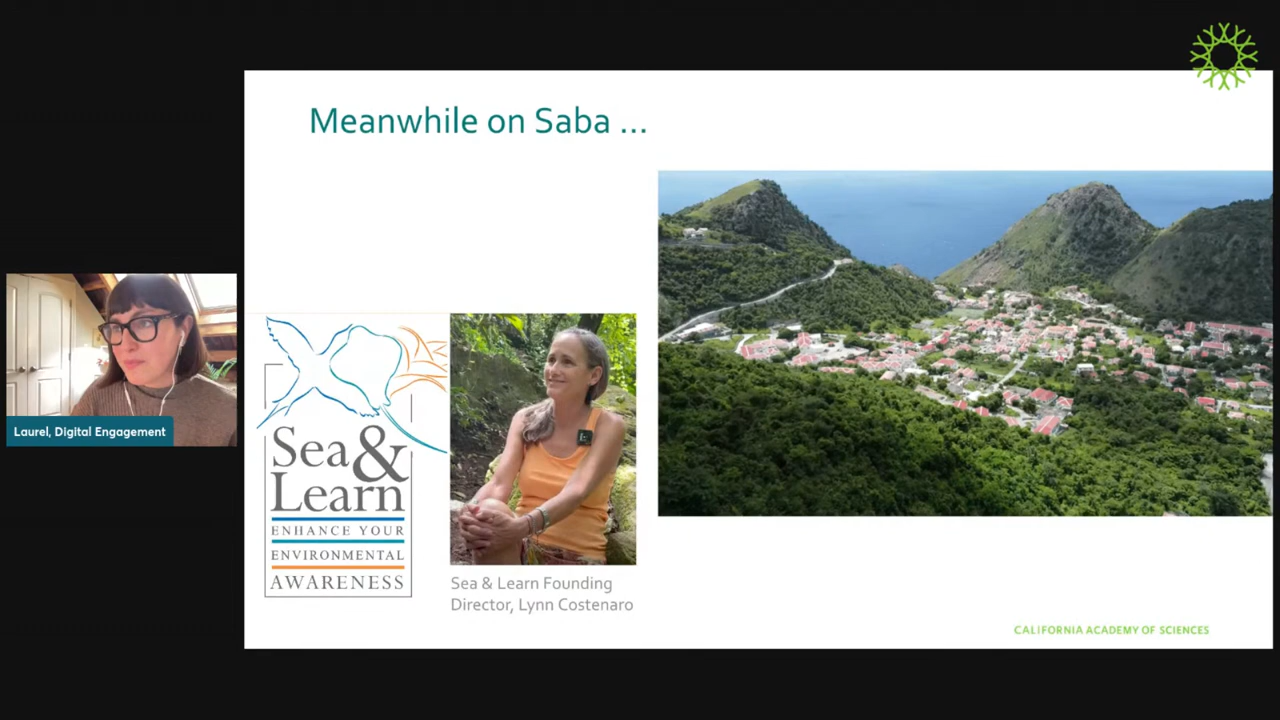 Meanwhile on Saba ...
Laurel, Digital Engagement
Sea &
Learn
ENHANCE YOUR
ENVIRONMENTAL
AWARENESS
Sea & Learn Founding
Director, Lynn Costenaro
CALIFORNIA ACADEMY OF SCIENCES